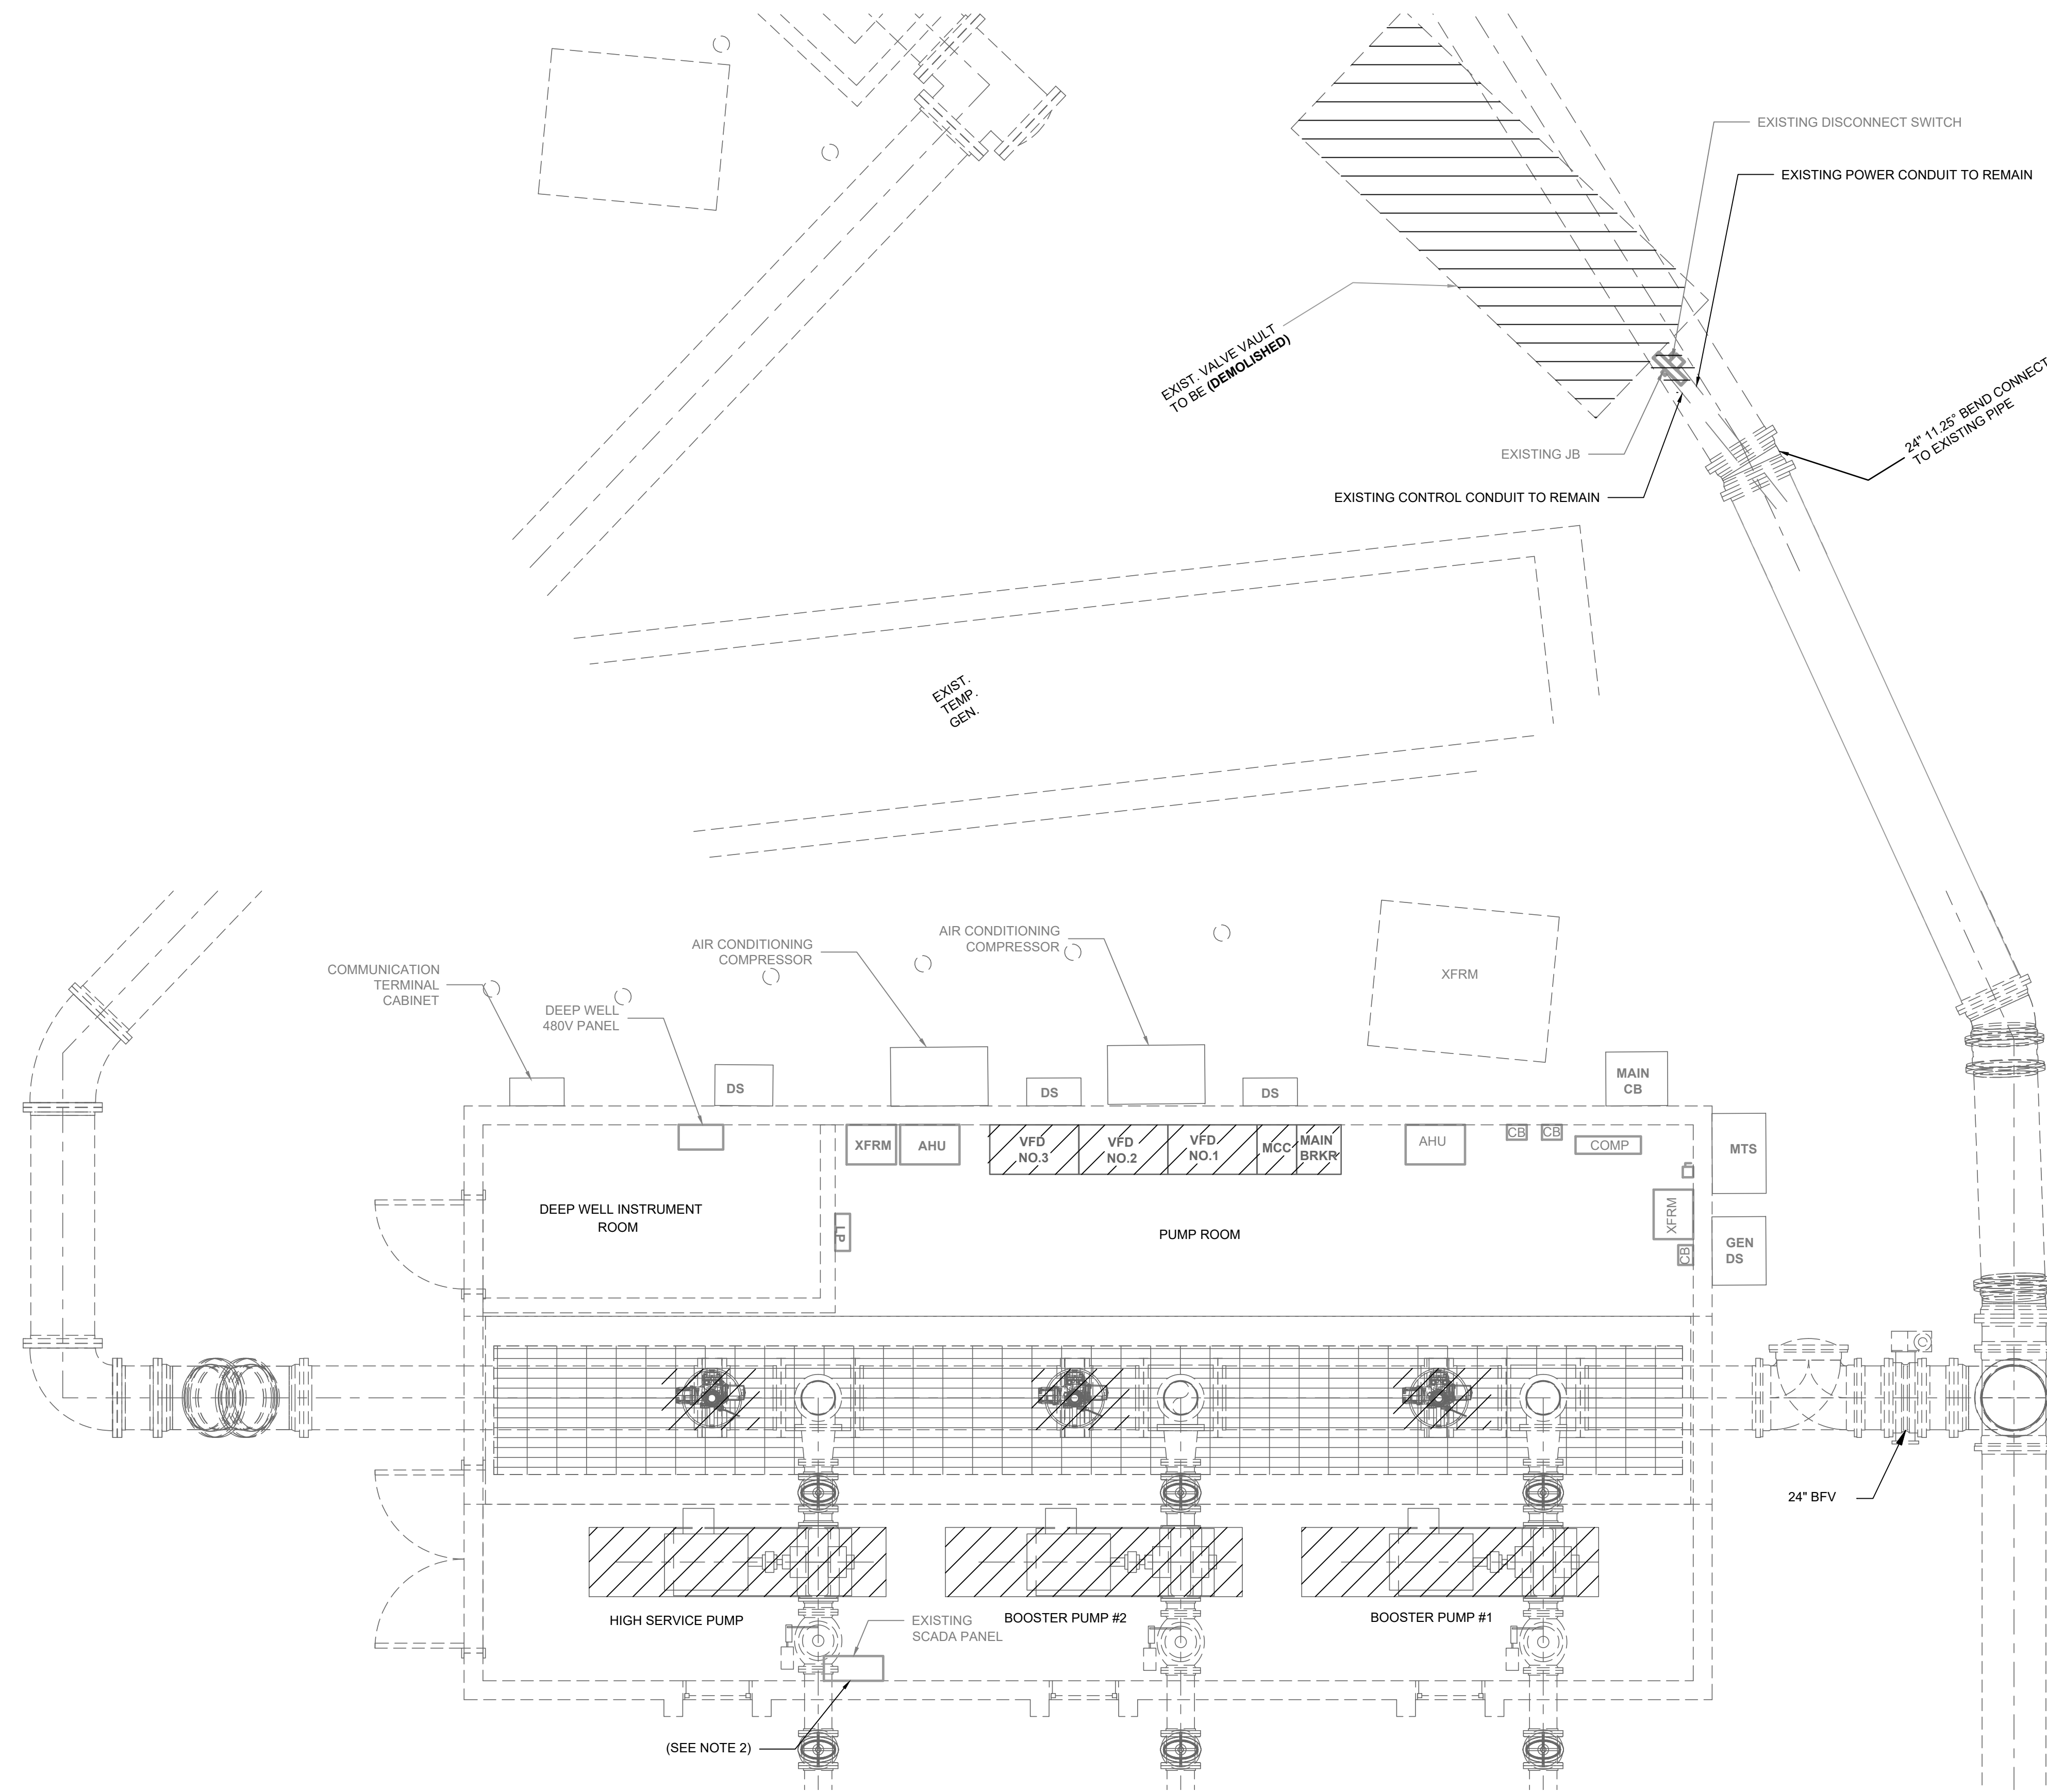 EXISTING DISCONNECT SWITCH
EXISTING POWER CONDUIT TO REMAIN
EXIST. VALVE VAULT
TO BE (DEMOLISHED)
24" 11.25° BEND CONNECT
TO EXISTING PIPE
EXISTING JB
EXISTING CONTROL CONDUIT TO REMAIN
EXIST.
TEMP.
GEN.
AIR CONDITIONING
COMPRESSOR
AIR CONDITIONING
COMPRESSOR
COMMUNICATION
TERMINAL
CABINET
DEEP WELL
480V PANEL
XFRM
DS
DS
DS
MAIN
CB
XFRM
AHU
VFD
NO.3
VFD
NO.2
VFD
NO.1
MCC
MAIN
BRKR
AHU
CB
CB
COMP
MTS
DEEP WELL INSTRUMENT
ROOM
LP
PUMP ROOM
XFRM
CB
GEN
DS
24" BFV
HIGH SERVICE PUMP
EXISTING
SCADA PANEL
BOOSTER PUMP #2
BOOSTER PUMP #1
(SEE NOTE 2)